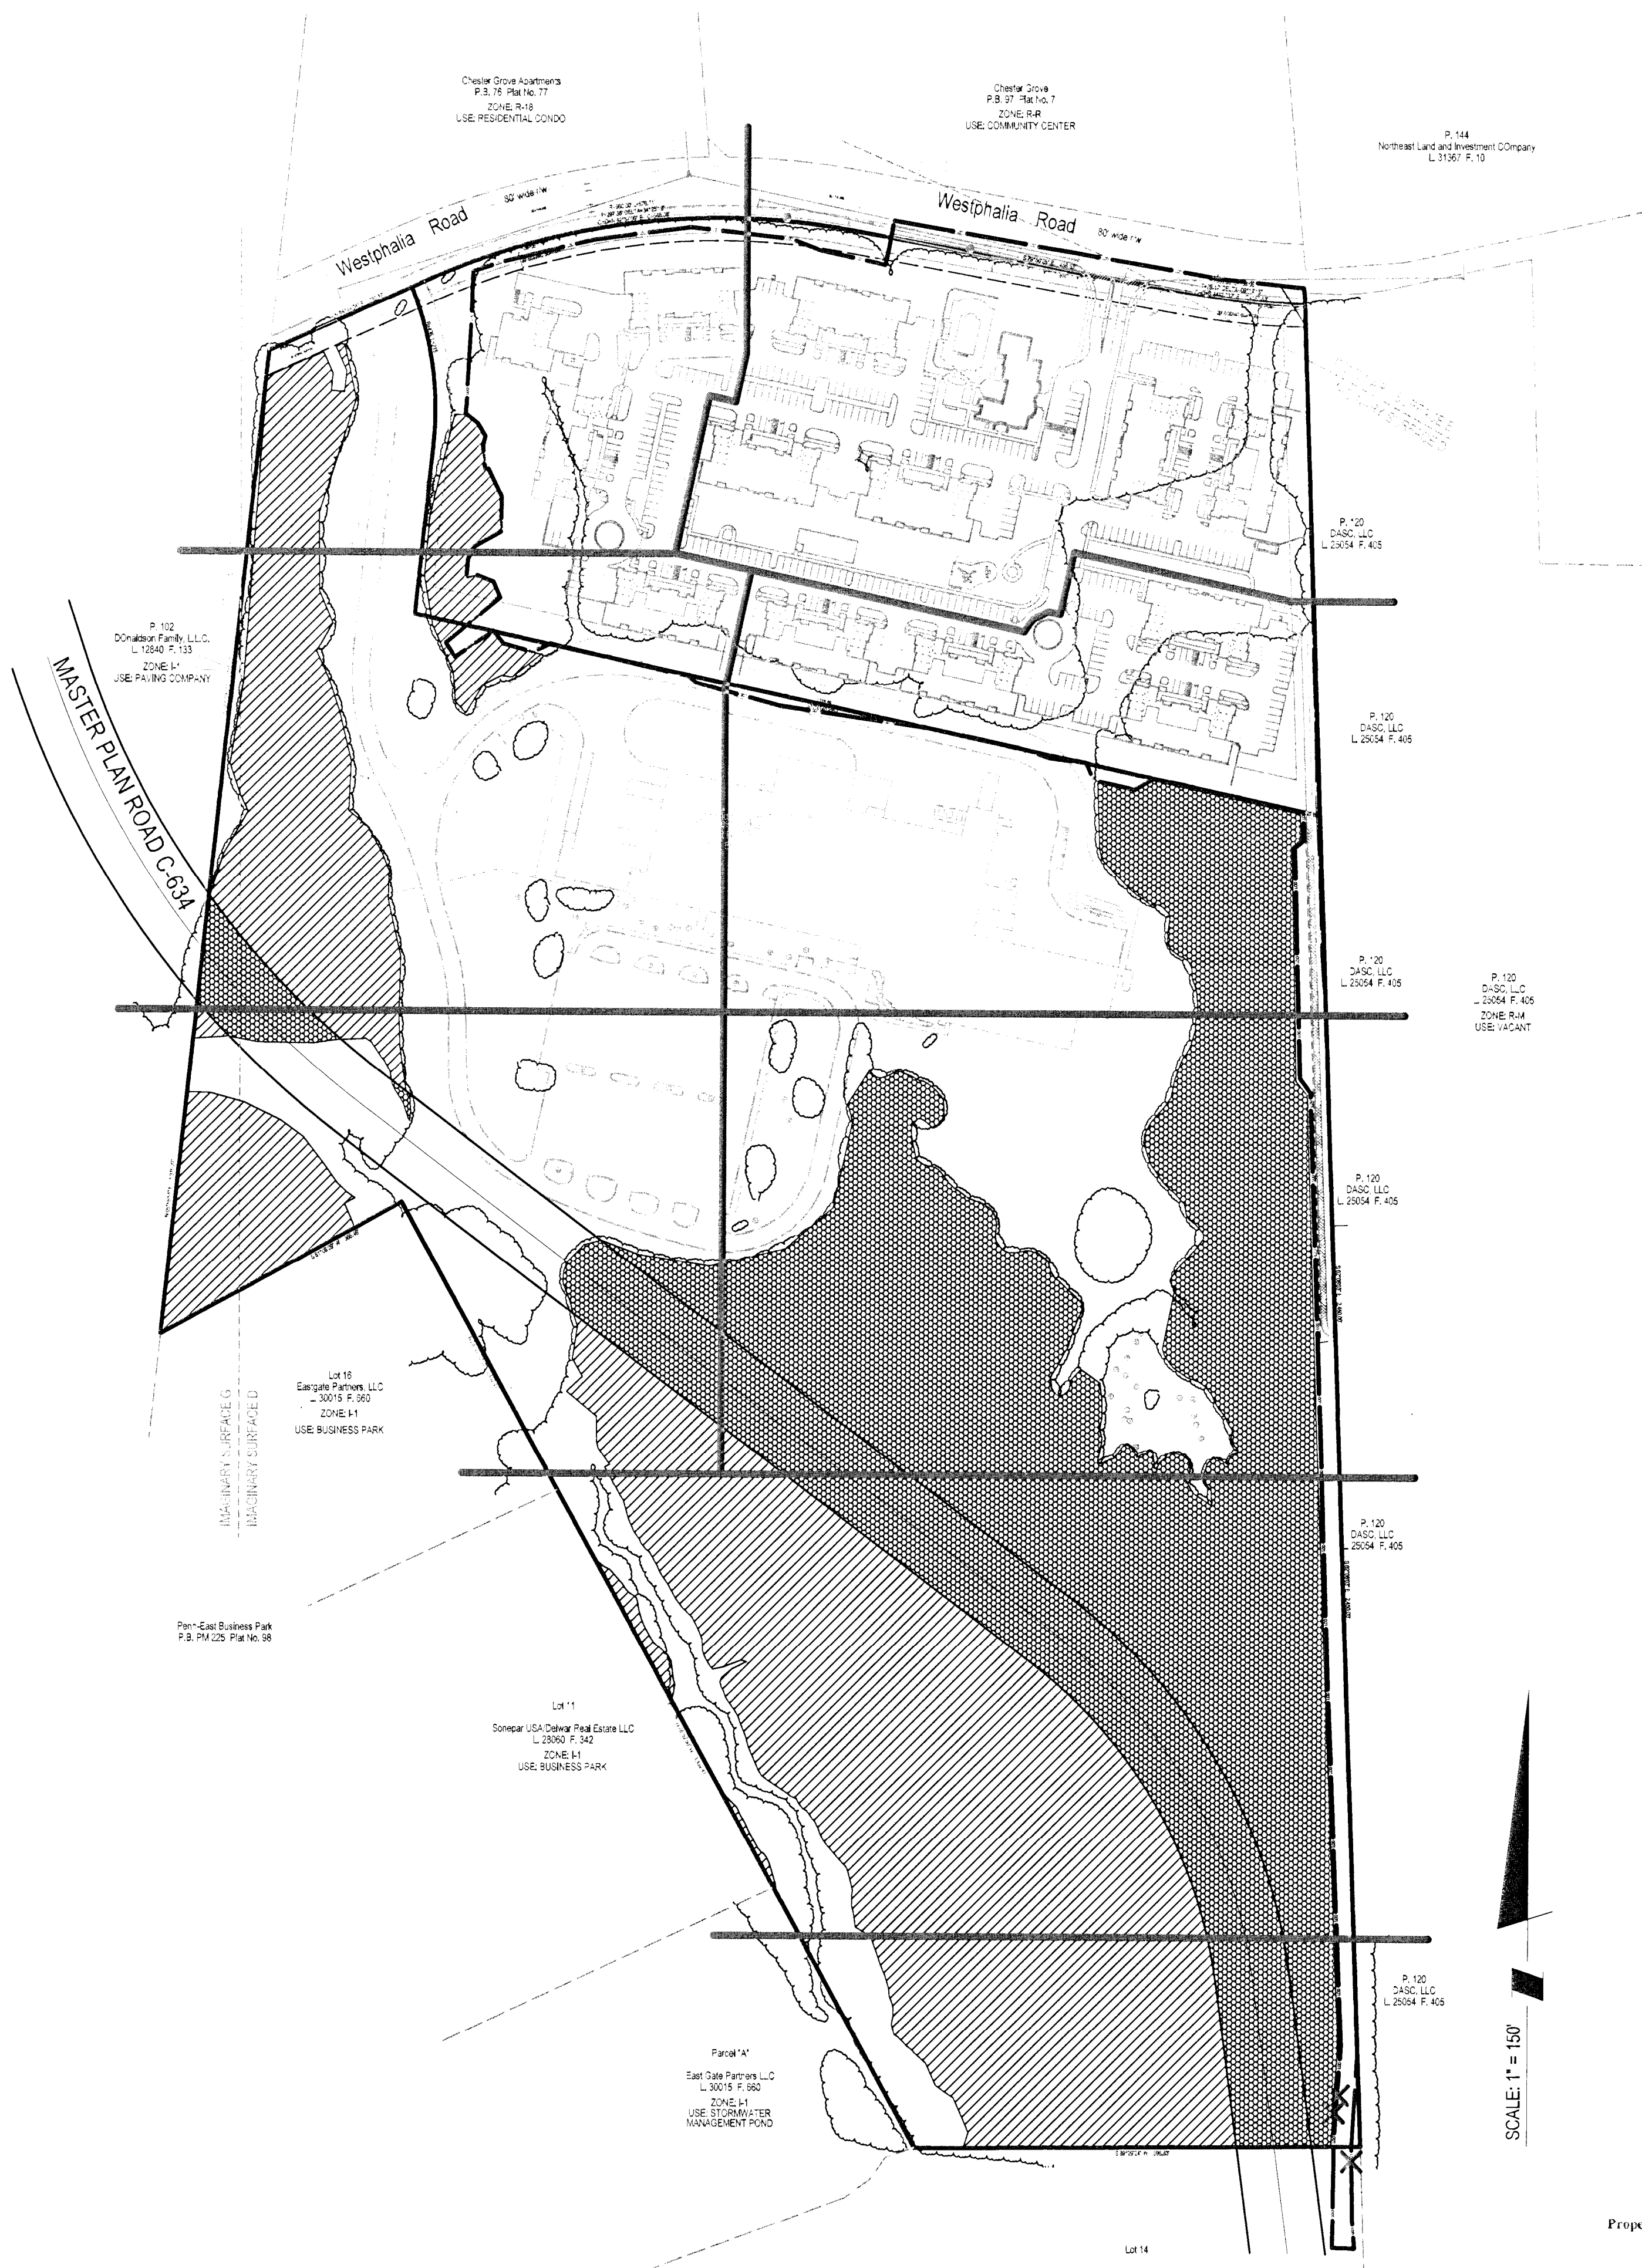 Chester Grove Apartments
P.B. 76 Plat No. 77
ZONE: R-18
USE: RESIDENTIAL CONDO
Chester Grove
P.B. 97 Plat No. 7
ZONE: R-R
USE: COMMUNITY CENTER
P. 144
Northeast Land and Investment COmpany
L. 31367 F. 10
Westphalia Road
80' wide r/w
Westphalia Road
80' wide r/w
P. 120
DASC, LLC
L. 25054 F. 405
P. 102
DOnaldson Family, L.L.C.
L. 12840 F. 133
ZONE: I-1
USE: PAVING COMPANY
MASTER PLAN ROAD C-634
P. 120
DASC, LLC
L. 25054 F. 405
P. 120
DASC, LLC
L. 25054 F. 405
P. 120
DASC, LLC
L. 25054 F. 405
ZONE: R-M
USE: VACANT
P. 120
DASC, LLC
L. 25054 F. 405
Lot 16
Eastgate Partners, LLC
L. 30015 F. 660
ZONE: I-1
USE: BUSINESS PARK
IMAGINARY SURFACE G
IMAGINARY SURFACE D
P. 120
DASC, LLC
L. 25054 F. 405
Penn-East Business Park
P.B. PM 225 Plat No. 98
Lot 11
Sonepar USA/Delwar Real Estate LLC
L. 28060 F. 342
ZONE: I-1
USE: BUSINESS PARK
P. 120
DASC, LLC
L. 25054 F. 405
Parcel "A"
East Gate Partners LLC
L. 30015 F. 660
ZONE: I-1
USE: STORMWATER
MANAGEMENT POND
SCALE: 1" = 150'
Lot 14
Prope